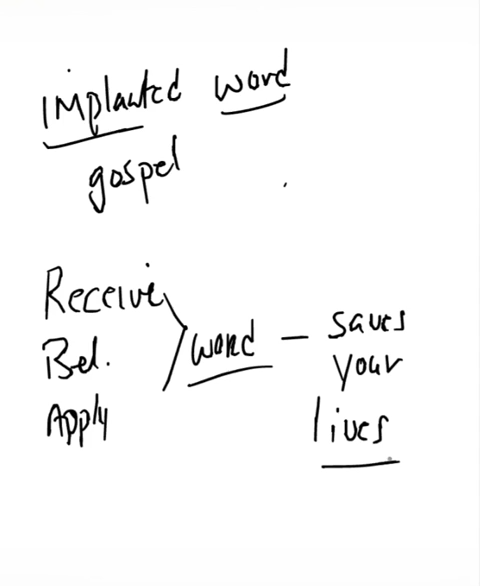 implanted word
gospel
Receive
Bel.
Apply
word – saves
your
lives